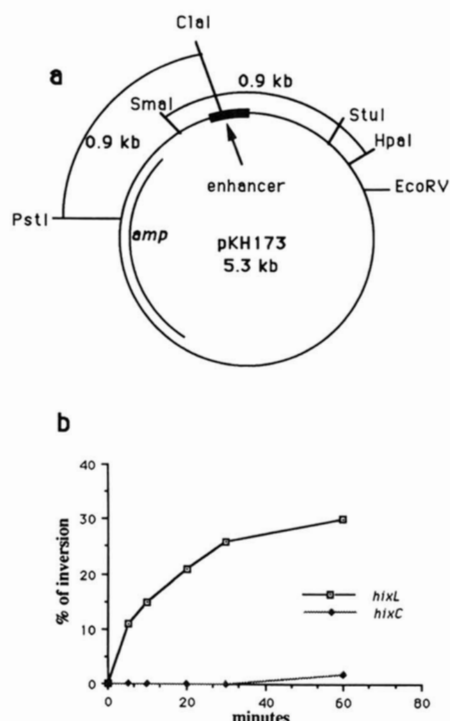 ClaI
a
0.9 kb
SmaI
StuI
HpaI
0.9 kb
EcoRV
enhancer
PstI
amp
pKH173
5.3 kb
b
40
30
20
10
0
% of inversion
hixL
hixC
0
20
40
60
80
minutes